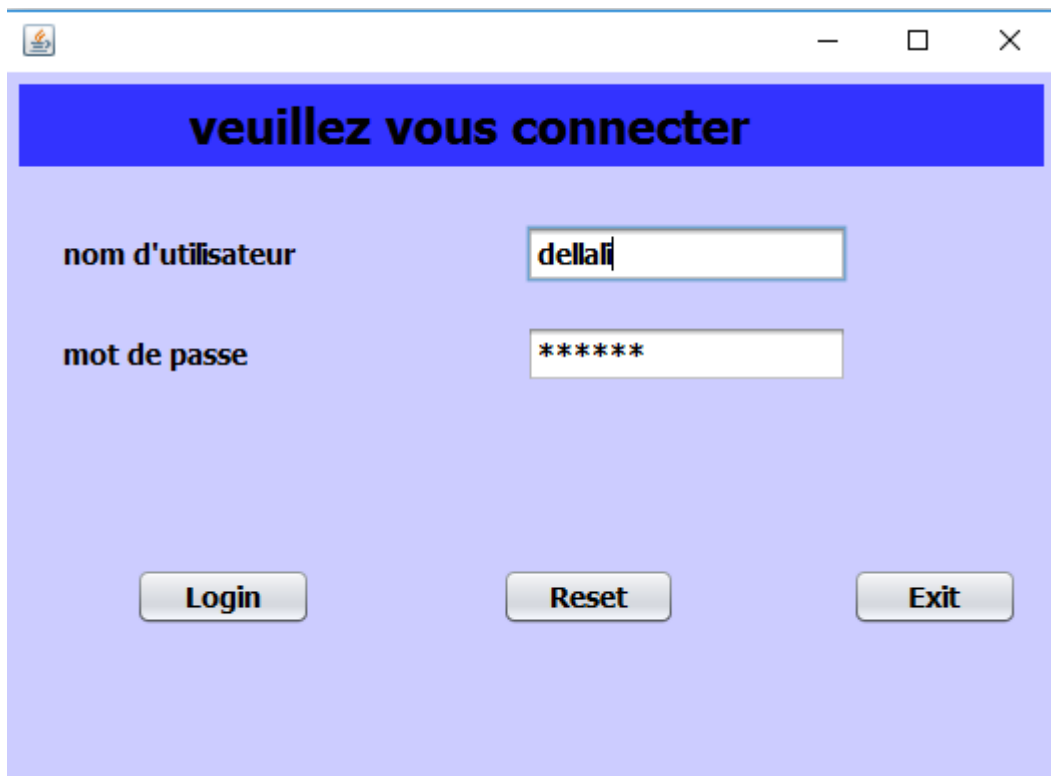 veuillez vous connecter
nom d'utilisateur dellali
mot de passe ******
Login Reset Exit